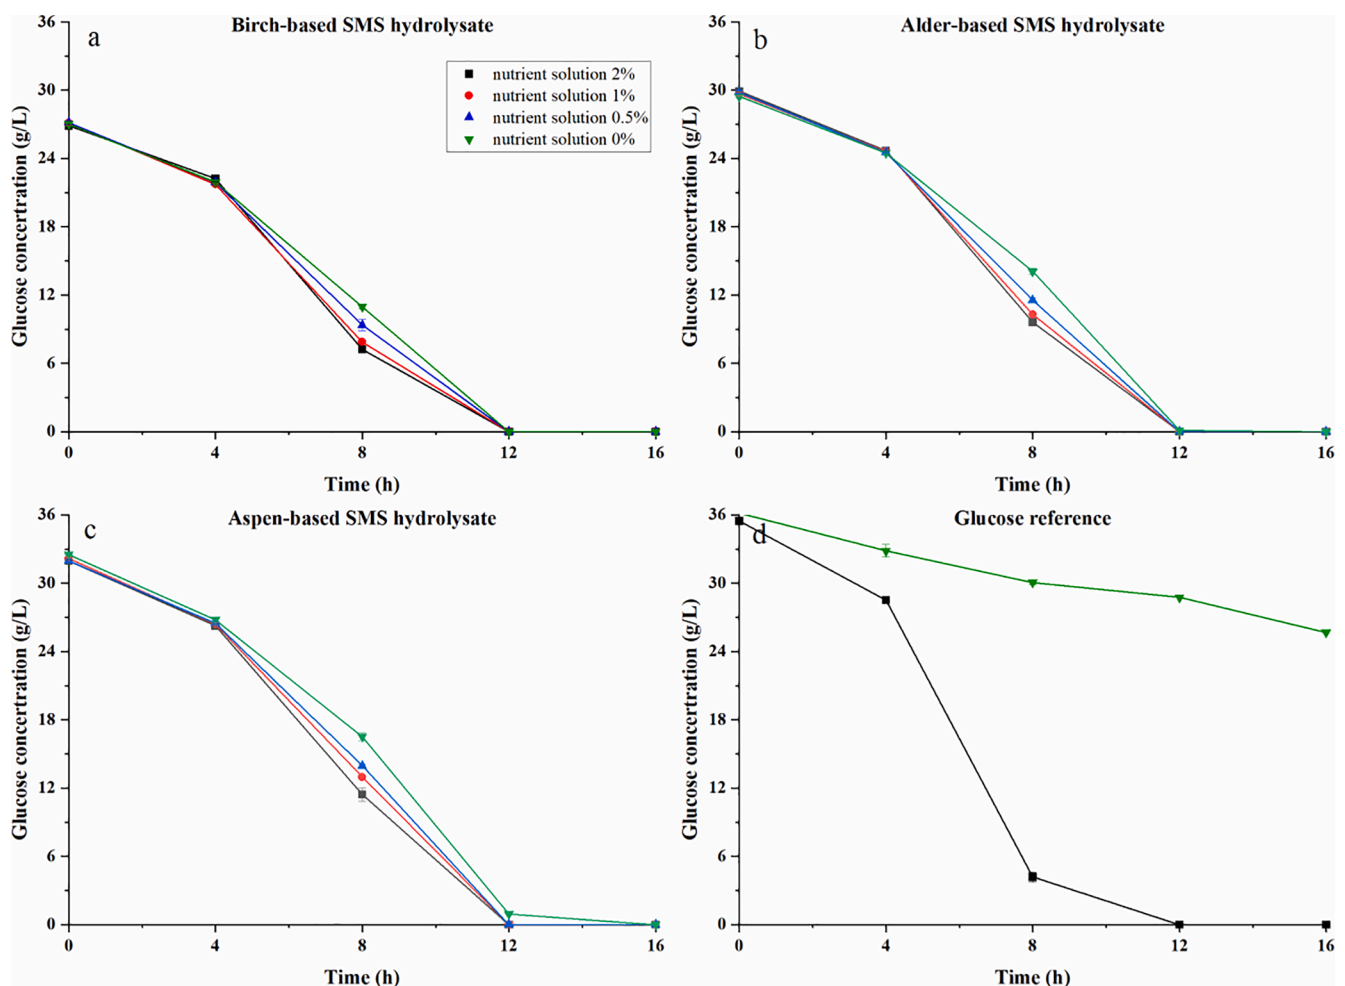 Birch-based SMS hydrolysate
a
nutrient solution 2%
nutrient solution 1%
nutrient solution 0.5%
nutrient solution 0%
Glucose concertration (g/L)
36
30
24
18
12
6
0
0 4 8 12 16
Time (h)
Alder-based SMS hydrolysate
b
Glucose concertration (g/L)
36
30
24
18
12
6
0
0 4 8 12 16
Time (h)
Aspen-based SMS hydrolysate
c
Glucose concertration (g/L)
36
30
24
18
12
6
0
0 4 8 12 16
Time (h)
Glucose reference
d
Glucose concertration (g/L)
36
30
24
18
12
6
0
0 4 8 12 16
Time (h)